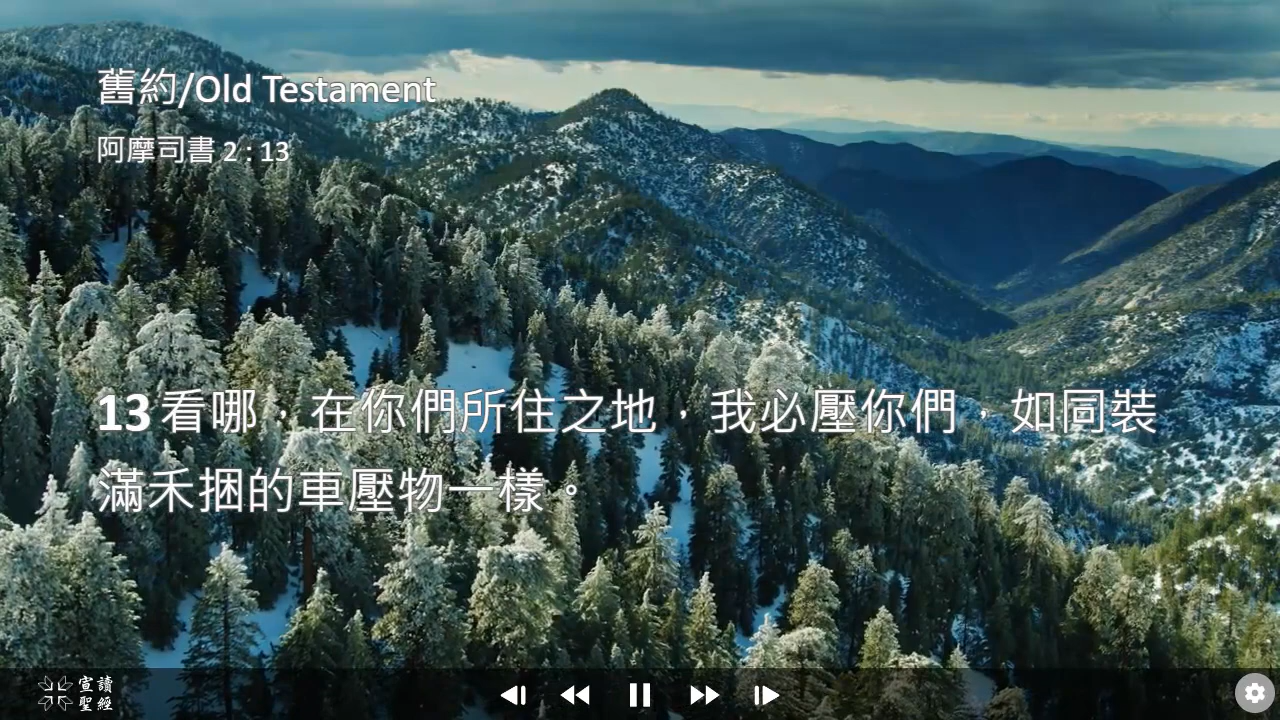 舊約/Old Testament
阿摩司書 2 : 13
13 看哪，在你們所住之地，我必壓你們，如同裝
滿禾捆的車壓物一樣。
宣讀
聖經